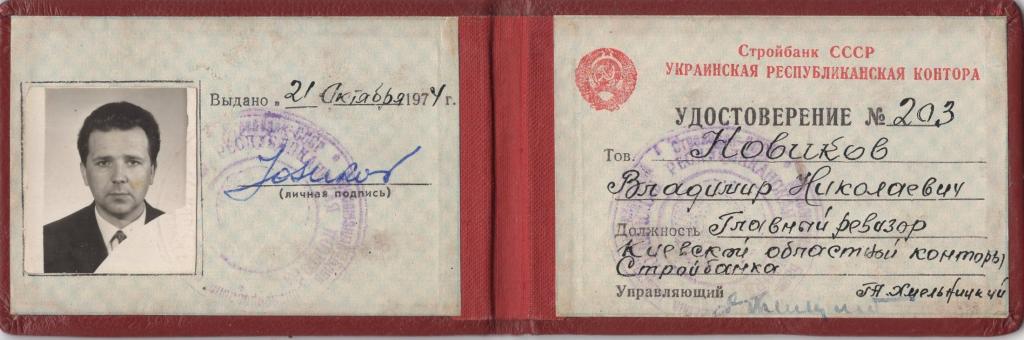 Выдано „21 Октября 1974 г.
Новиков
(личная подпись)
Стройбанк СССР
УКРАИНСКАЯ РЕСПУБЛИКАНСКАЯ КОНТОРА
УДОСТОВЕРЕНИЕ № 203
Тов. Новиков
Владимир Николаевич
Должность Главный ревизор
Киевской областной конторы
Стройбанка
Управляющий Хмельницкий